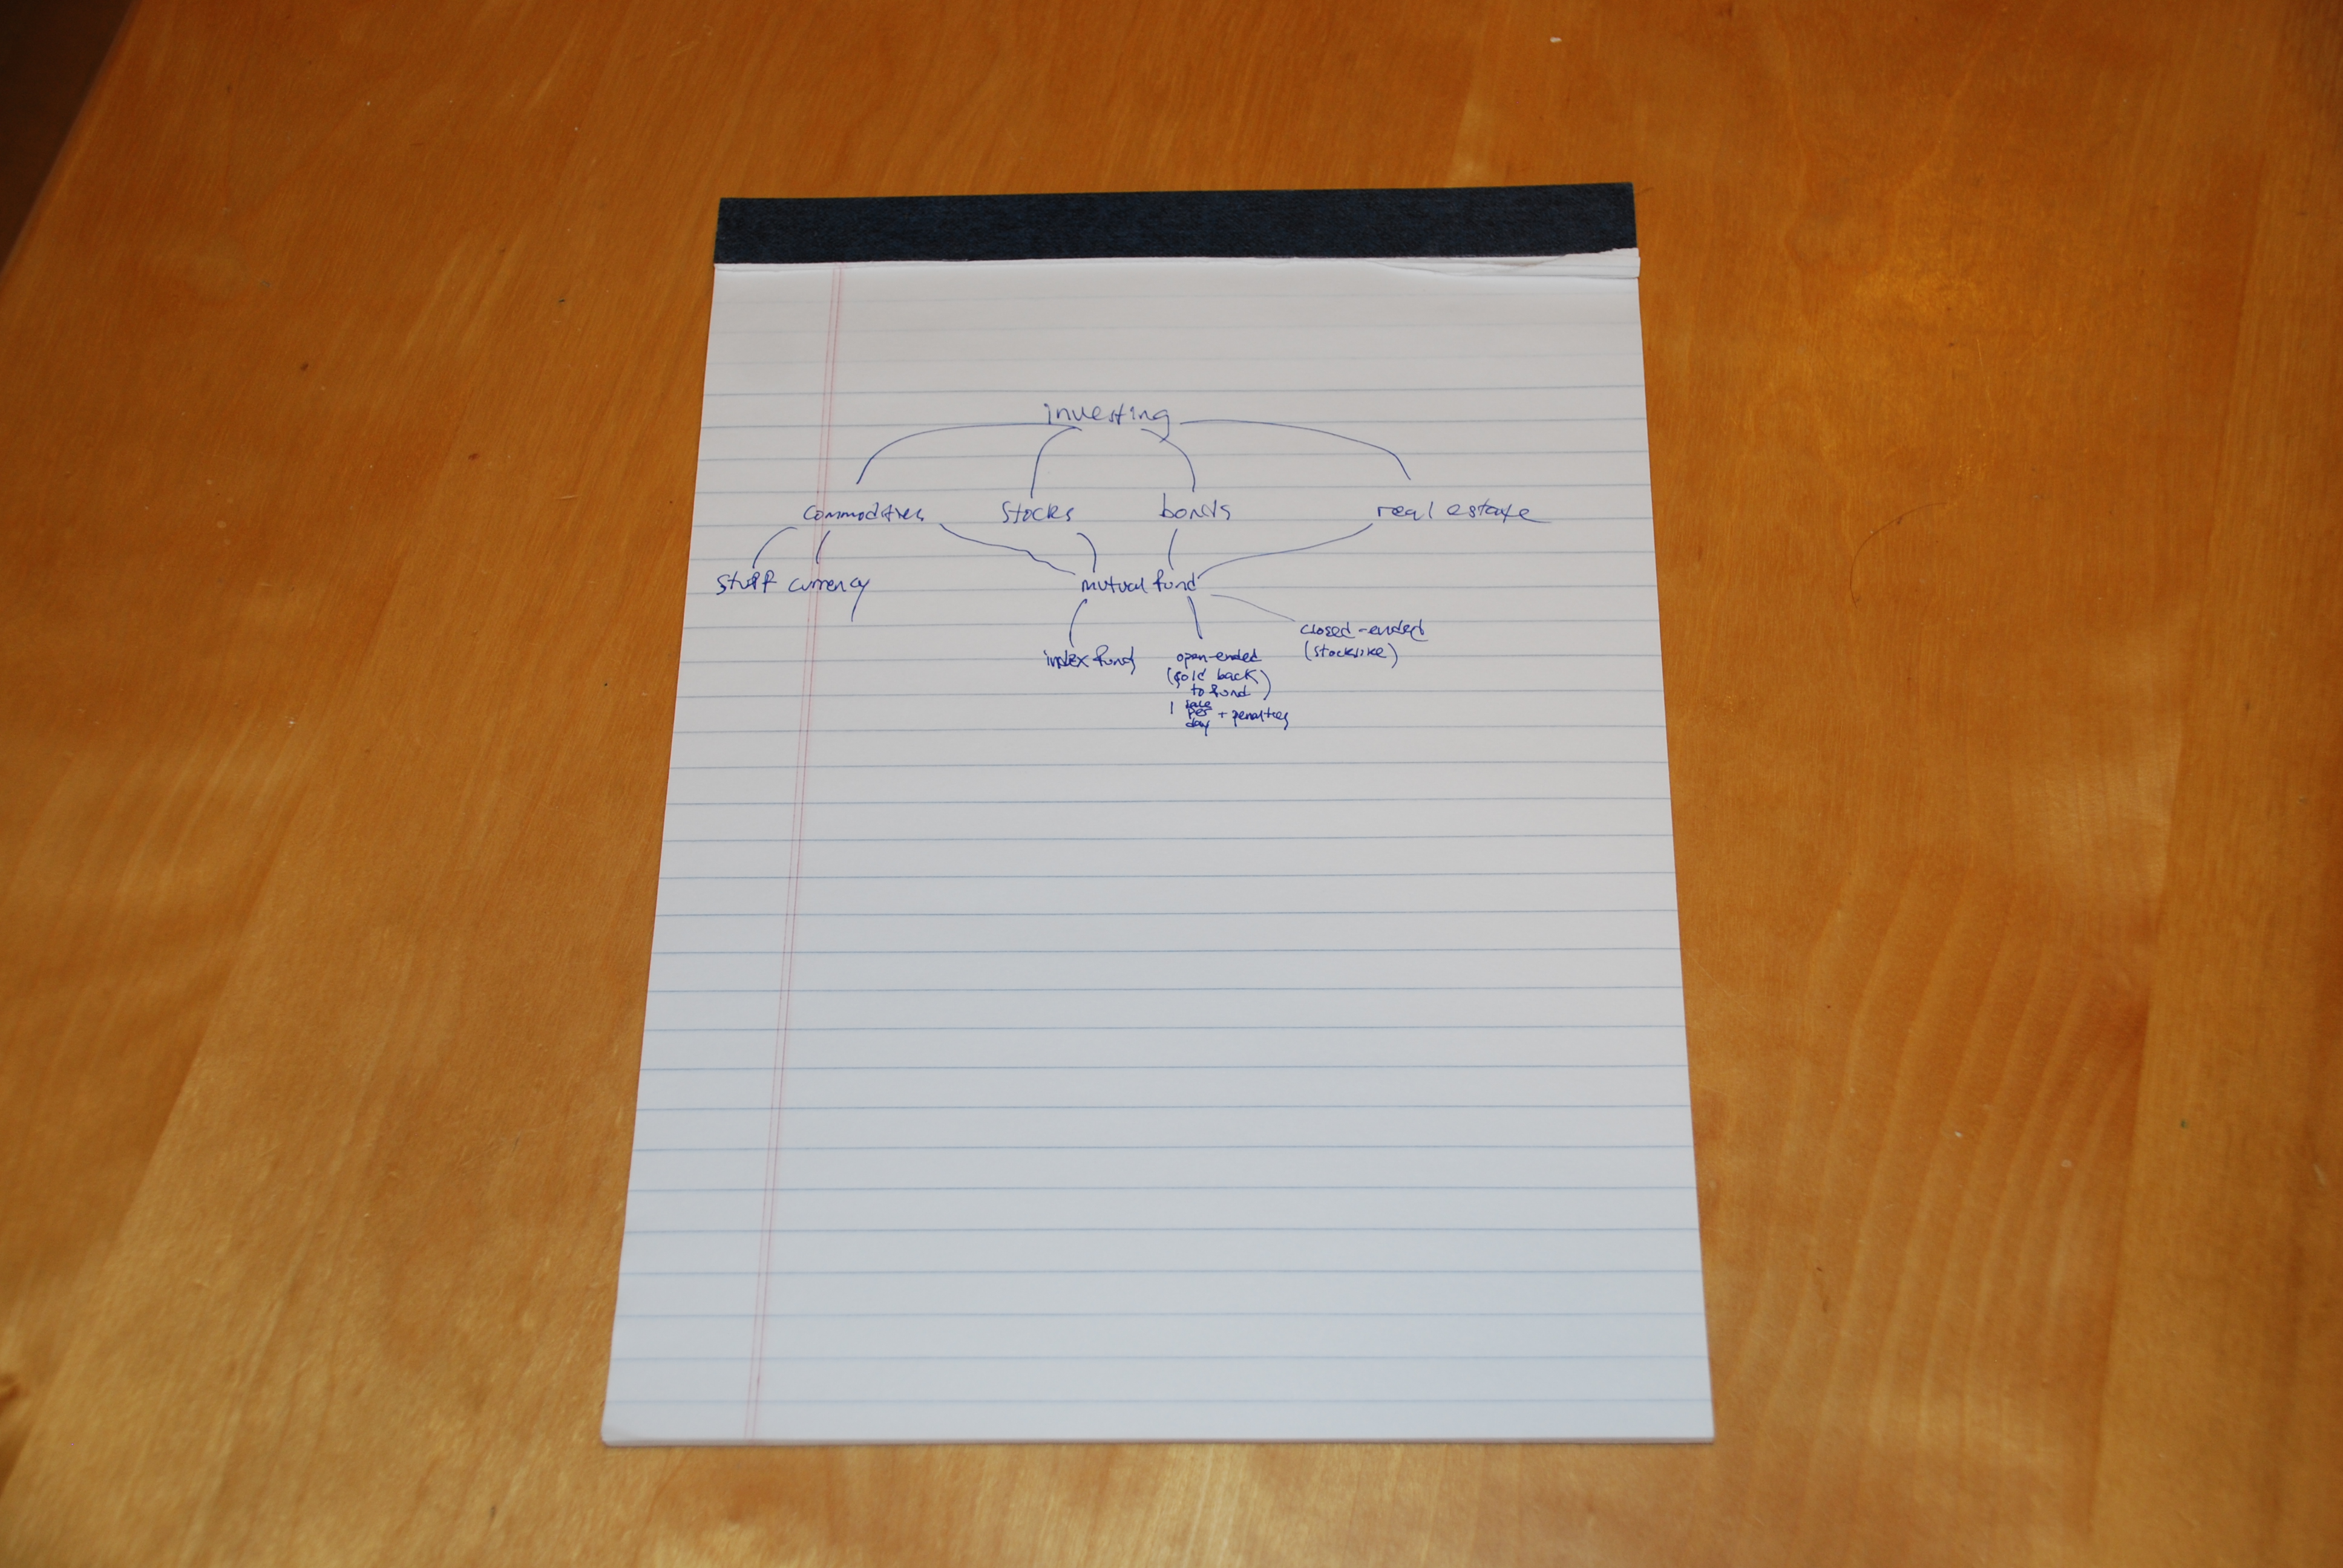 investing
commodities stocks bonds real estate
stuff currency mutual fund
closed-ended
(stocklike)
index fund open-ended
(sold back
to fund)
1 sale
per + penalties
day